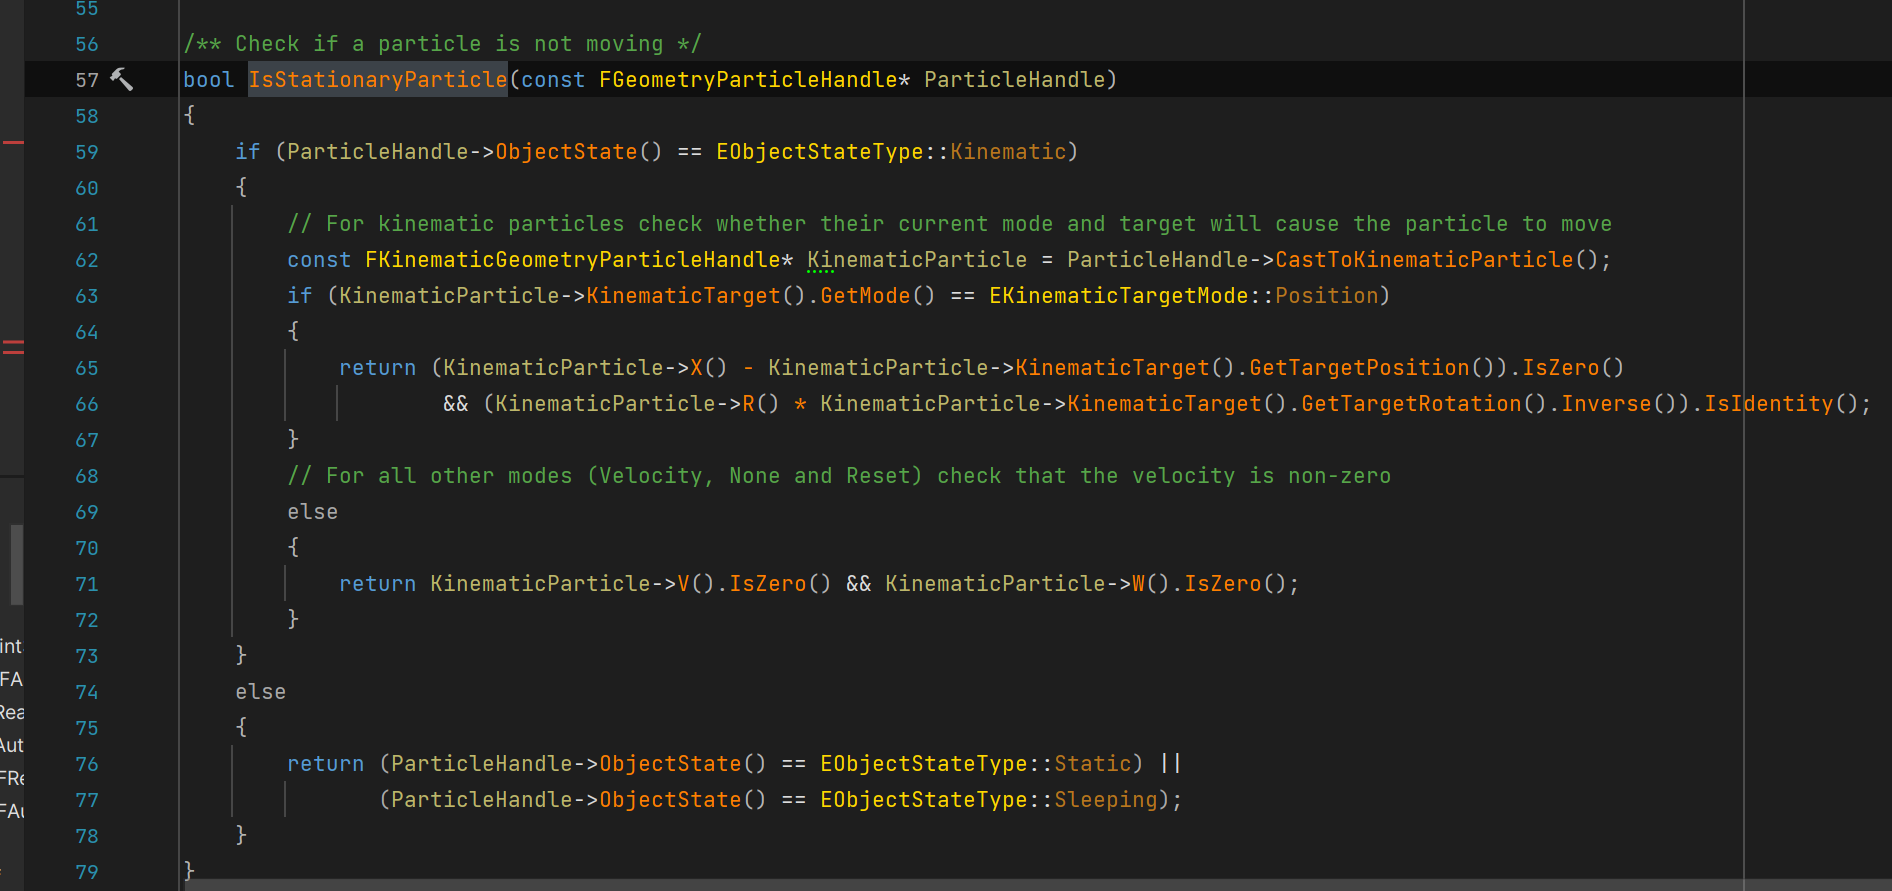 55
56 /** Check if a particle is not moving */
57 bool IsStationaryParticle(const FGeometryParticleHandle* ParticleHandle)
58 {
59 if (ParticleHandle->ObjectState() == EObjectStateType::Kinematic)
60 {
61 // For kinematic particles check whether their current mode and target will cause the particle to move
62 const FKinematicGeometryParticleHandle* KinematicParticle = ParticleHandle->CastToKinematicParticle();
63 if (KinematicParticle->KinematicTarget().GetMode() == EKinematicTargetMode::Position)
64 {
65 return (KinematicParticle->X() - KinematicParticle->KinematicTarget().GetTargetPosition()).IsZero()
66 && (KinematicParticle->R() * KinematicParticle->KinematicTarget().GetTargetRotation().Inverse()).IsIdentity();
67 }
68 // For all other modes (Velocity, None and Reset) check that the velocity is non-zero
69 else
70 {
71 return KinematicParticle->V().IsZero() && KinematicParticle->W().IsZero();
72 }
73 }
74 else
75 {
76 return (ParticleHandle->ObjectState() == EObjectStateType::Static) ||
77 (ParticleHandle->ObjectState() == EObjectStateType::Sleeping);
78 }
79 }
int
FA
Rea
Aut
FRe
FAu